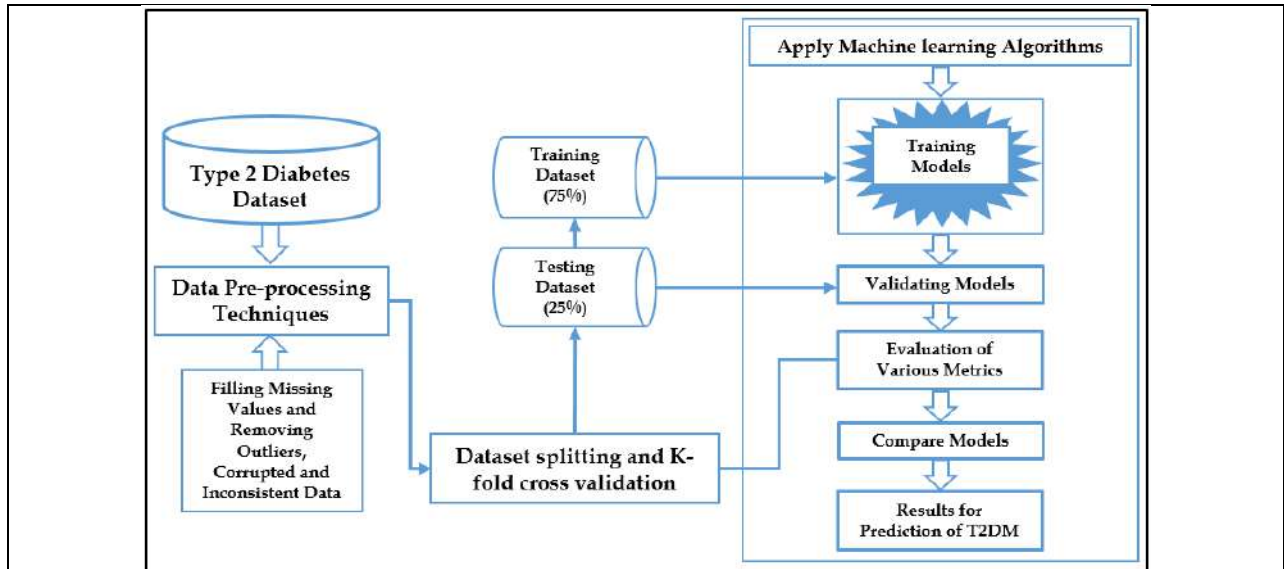 Apply Machine learning Algorithms
Type 2 Diabetes
Dataset
Training
Dataset
(75%)
Training
Models
Data Pre-processing
Techniques
Testing
Dataset
(25%)
Validating Models
Filling Missing
Values and
Removing
Outliers,
Corrupted and
Inconsistent Data
Dataset splitting and K-
fold cross validation
Evaluation of
Various Metrics
Compare Models
Results for
Prediction of T2DM